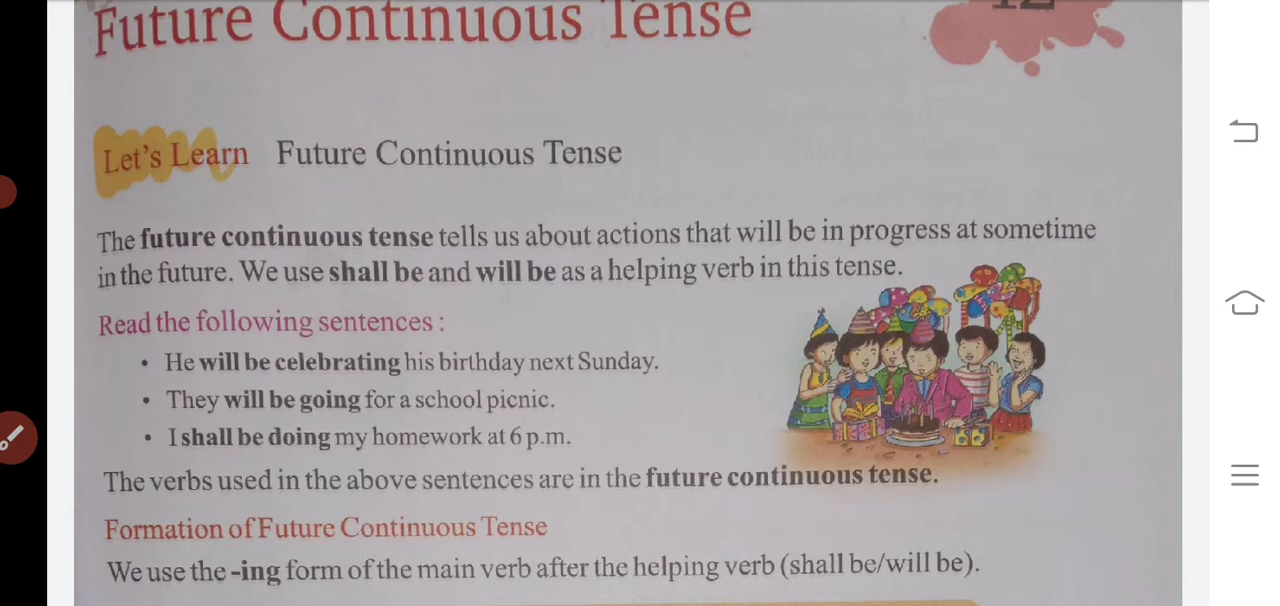 Future Continuous Tense
Let's Learn Future Continuous Tense
The future continuous tense tells us about actions that will be in progress at sometime
in the future. We use shall be and will be as a helping verb in this tense.
Read the following sentences :
• He will be celebrating his birthday next Sunday.
• They will be going for a school picnic.
• I shall be doing my homework at 6 p.m.
The verbs used in the above sentences are in the future continuous tense.
Formation of Future Continuous Tense
We use the -ing form of the main verb after the helping verb (shall be/will be).